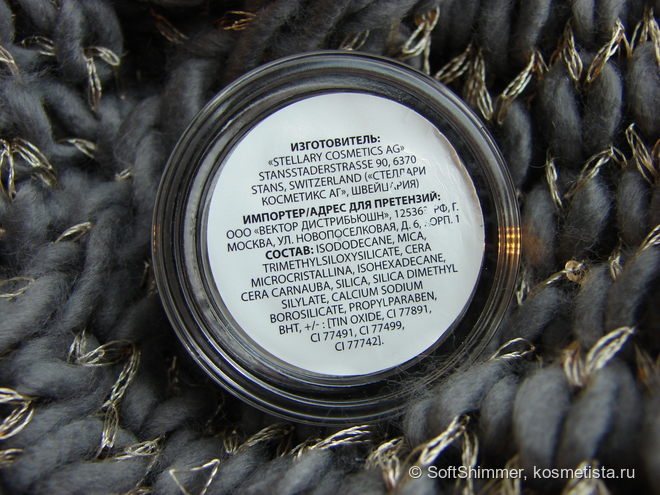 ИЗГОТОВИТЕЛЬ:
«STELLARY COSMETICS AG»
STANSSTADERSTRASSE 90, 6370
STANS, SWITZERLAND («СТЕЛЛАРИ
КОСМЕТИКС АГ», ШВЕЙЦАРИЯ)
ИМПОРТЕР/АДРЕС ДЛЯ ПРЕТЕНЗИЙ:
ООО «ВЕКТОР ДИСТРИБЬЮШН», РФ, Г.
МОСКВА, УЛ. НОВОПОСЕЛКОВАЯ, Д. 6, КОРП. 1
СОСТАВ: ISODODECANE, MICA,
TRIMETHYLSILOXYSILICATE, CERA
MICROCRISTALLINA, ISOHEXADECANE,
CERA CARNAUBA, SILICA, SILICA DIMETHYL
SILYLATE, CALCIUM SODIUM
BOROSILICATE, PROPYLPARABEN,
BHT, +/- : [TIN OXIDE, CI 77891,
CI 77491, CI 77499,
CI 77742].
© SoftShimmer, kosmetista.ru